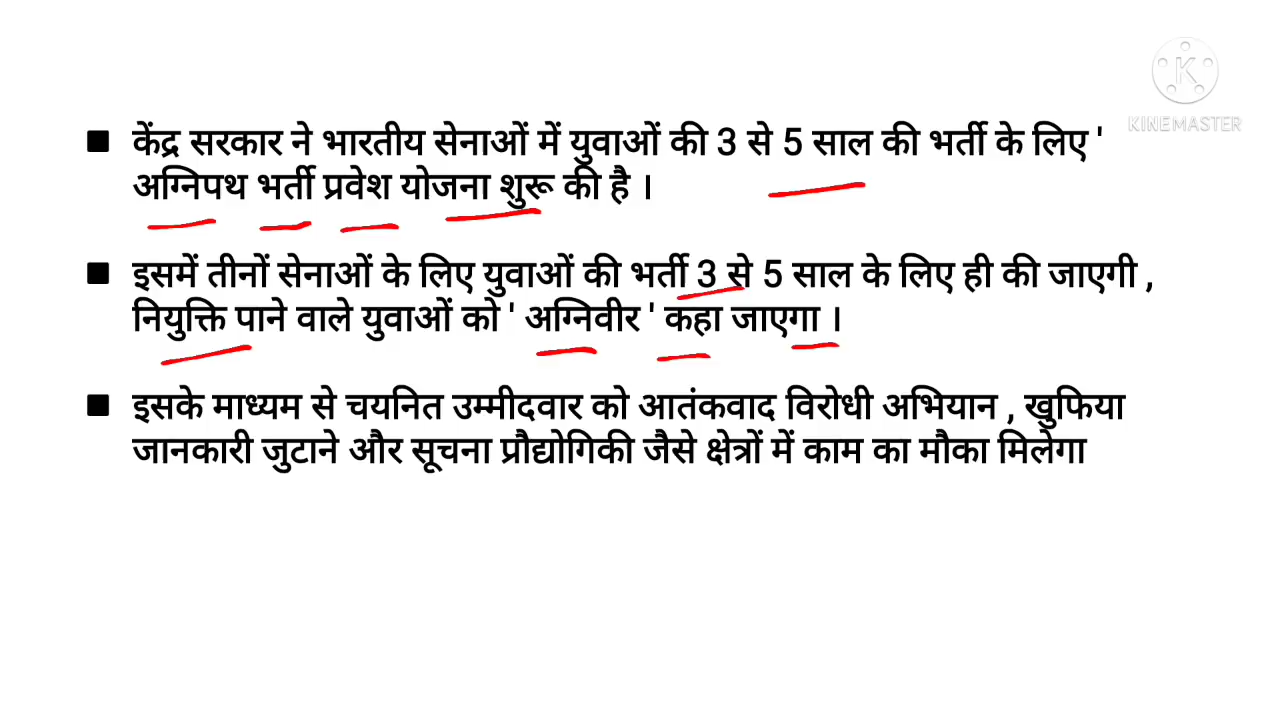 KINEMASTER
■ केंद्र सरकार ने भारतीय सेनाओं में युवाओं की 3 से 5 साल की भर्ती के लिए '
अग्निपथ भर्ती प्रवेश योजना शुरू की है ।
■ इसमें तीनों सेनाओं के लिए युवाओं की भर्ती 3 से 5 साल के लिए ही की जाएगी ,
नियुक्ति पाने वाले युवाओं को ' अग्निवीर ' कहा जाएगा ।
■ इसके माध्यम से चयनित उम्मीदवार को आतंकवाद विरोधी अभियान , खुफिया
जानकारी जुटाने और सूचना प्रौद्योगिकी जैसे क्षेत्रों में काम का मौका मिलेगा